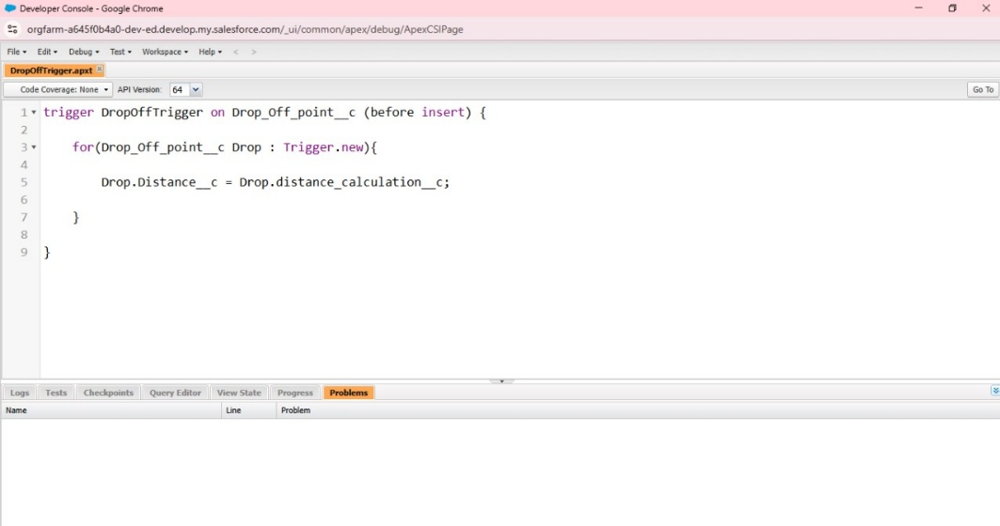 Developer Console - Google Chrome
orgfarm-a645f0b4a0-dev-ed.develop.my.salesforce.com/_ui/common/apex/debug/ApexCSIPage
File Edit Debug Test Workspace Help < >
DropOffTrigger.apxt
Code Coverage: None API Version: 64 Go To
1 trigger DropOffTrigger on Drop_Off_point__c (before insert) {
2
3 for(Drop_Off_point__c Drop : Trigger.new){
4
5 Drop.Distance__c = Drop.distance_calculation__c;
6
7 }
8
9 }
Logs Tests Checkpoints Query Editor View State Progress Problems
Name Line Problem